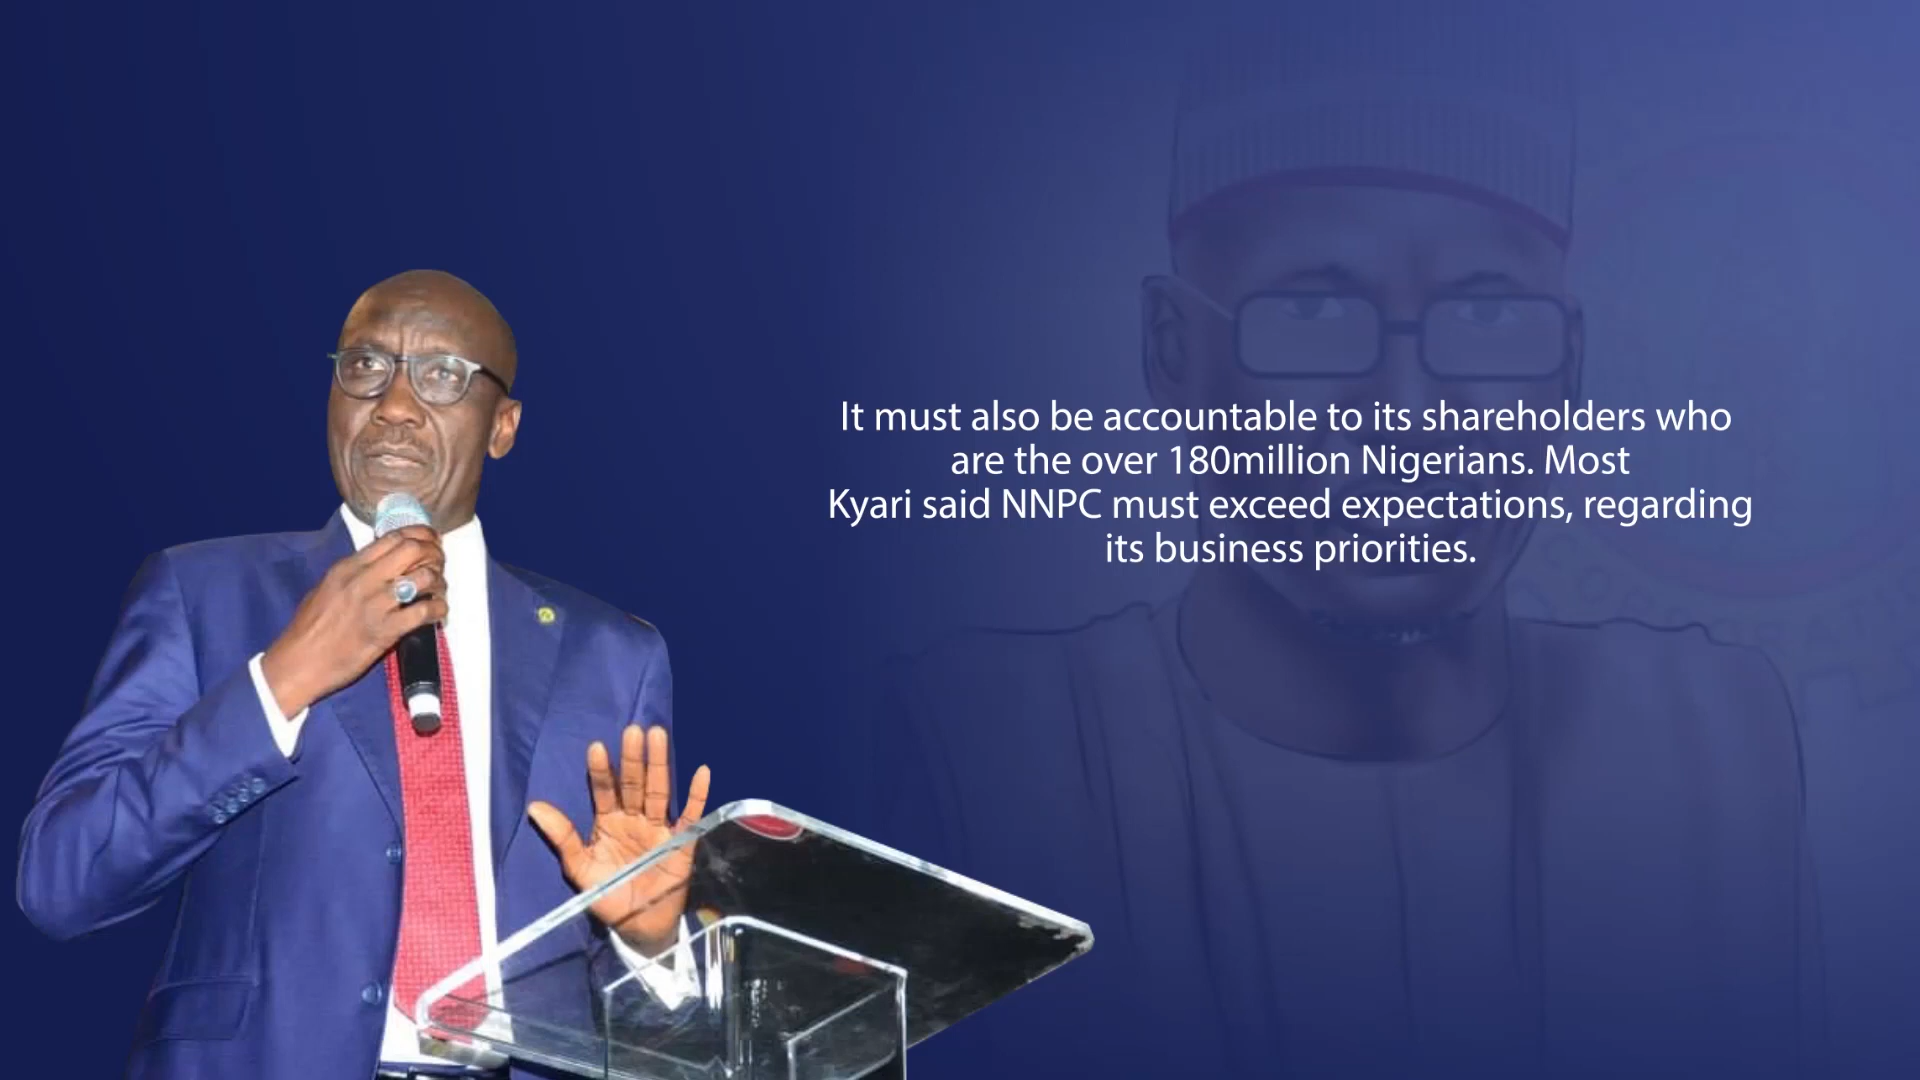 It must also be accountable to its shareholders who
are the over 180million Nigerians. Most
Kyari said NNPC must exceed expectations, regarding
its business priorities.